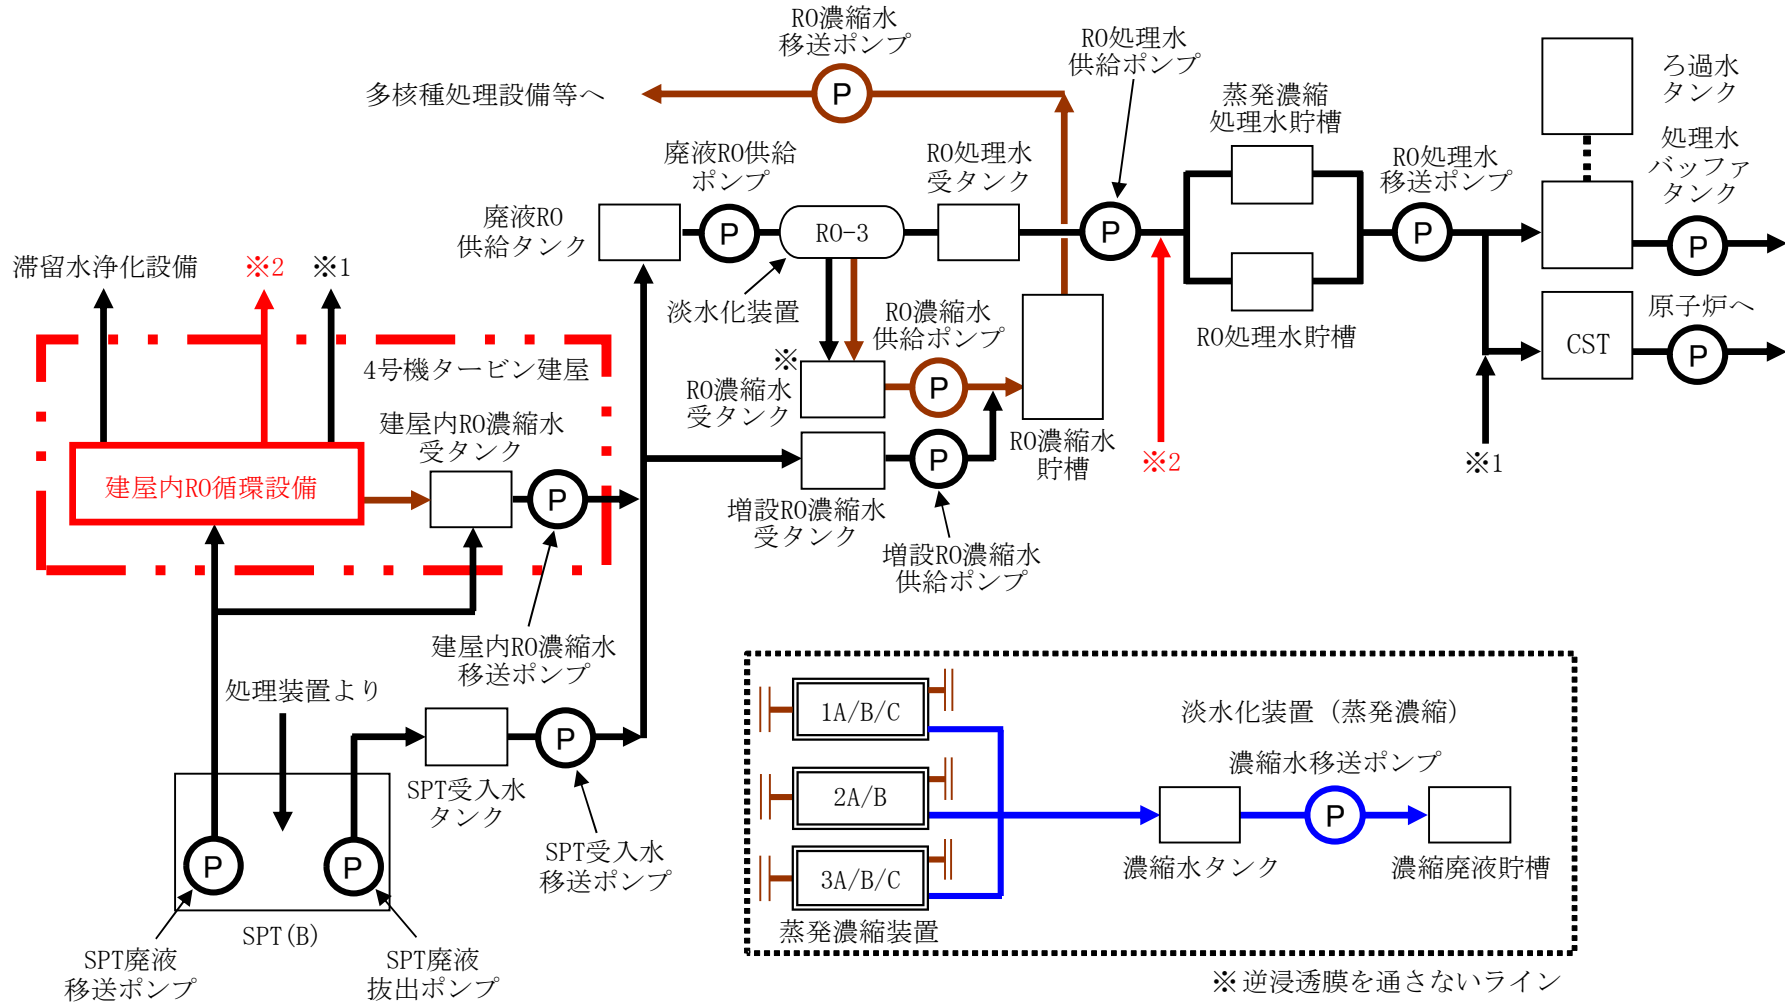 RO濃縮水
移送ポンプ
多核種処理設備等へ
P
RO処理水
供給ポンプ
蒸発濃縮
処理水貯槽
ろ過水
タンク
廃液RO供給
ポンプ
RO処理水
受タンク
RO処理水
移送ポンプ
処理水
バッファ
タンク
廃液RO
供給タンク
P
RO-3
P
P
P
滞留水浄化設備
※2
※1
淡水化装置
RO濃縮水
供給ポンプ
RO処理水貯槽
原子炉へ
CST
P
4号機タービン建屋
※
RO濃縮水
受タンク
P
建屋内RO濃縮水
受タンク
RO濃縮水
貯槽
※2
※1
建屋内RO循環設備
P
P
増設RO濃縮水
受タンク
増設RO濃縮水
供給ポンプ
建屋内RO濃縮水
移送ポンプ
処理装置より
P
SPT受入水
タンク
SPT受入水
移送ポンプ
P
P
SPT(B)
SPT廃液
移送ポンプ
SPT廃液
抜出ポンプ
1A/B/C
淡水化装置（蒸発濃縮）
濃縮水移送ポンプ
2A/B
P
3A/B/C
濃縮水タンク
濃縮廃液貯槽
蒸発濃縮装置
※逆浸透膜を通さないライン